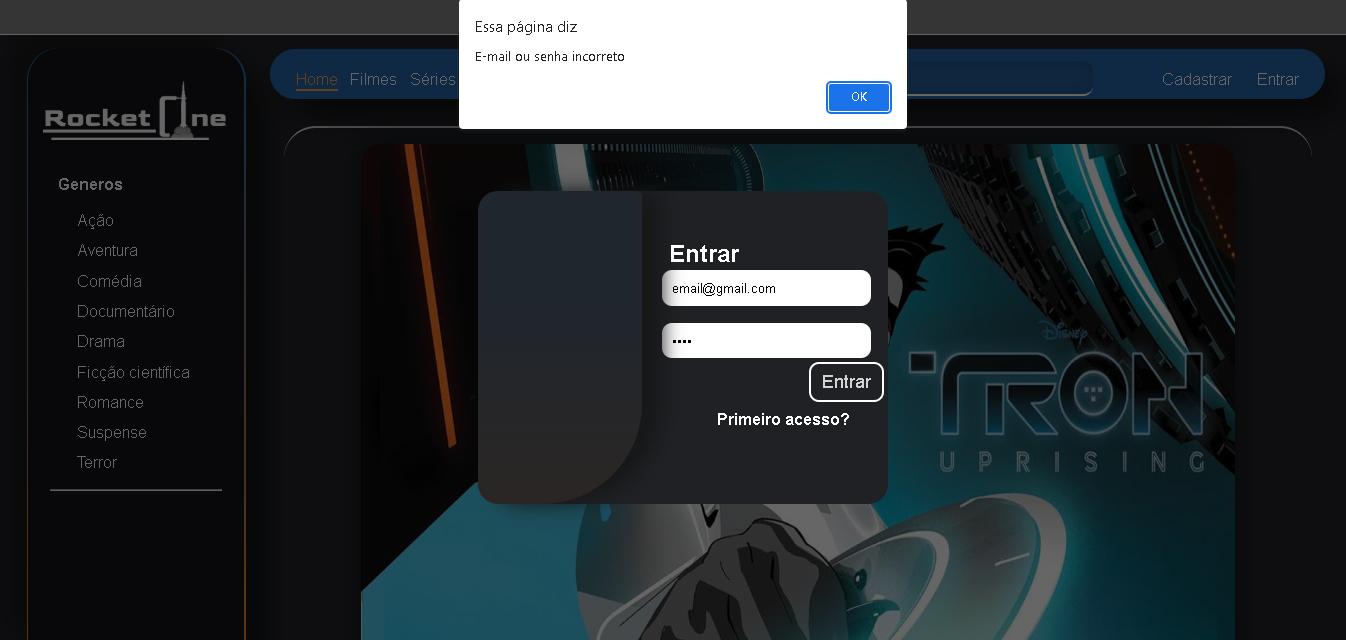 Essa página diz
E-mail ou senha incorreto
OK
Home Filmes Séries
Cadastrar Entrar
Rocket ne
Generos
Ação
Aventura
Comédia
Documentário
Drama
Ficção científica
Romance
Suspense
Terror
Entrar
email@gmail.com
••••
Entrar
Primeiro acesso?
Disney
TRON
UPRISING